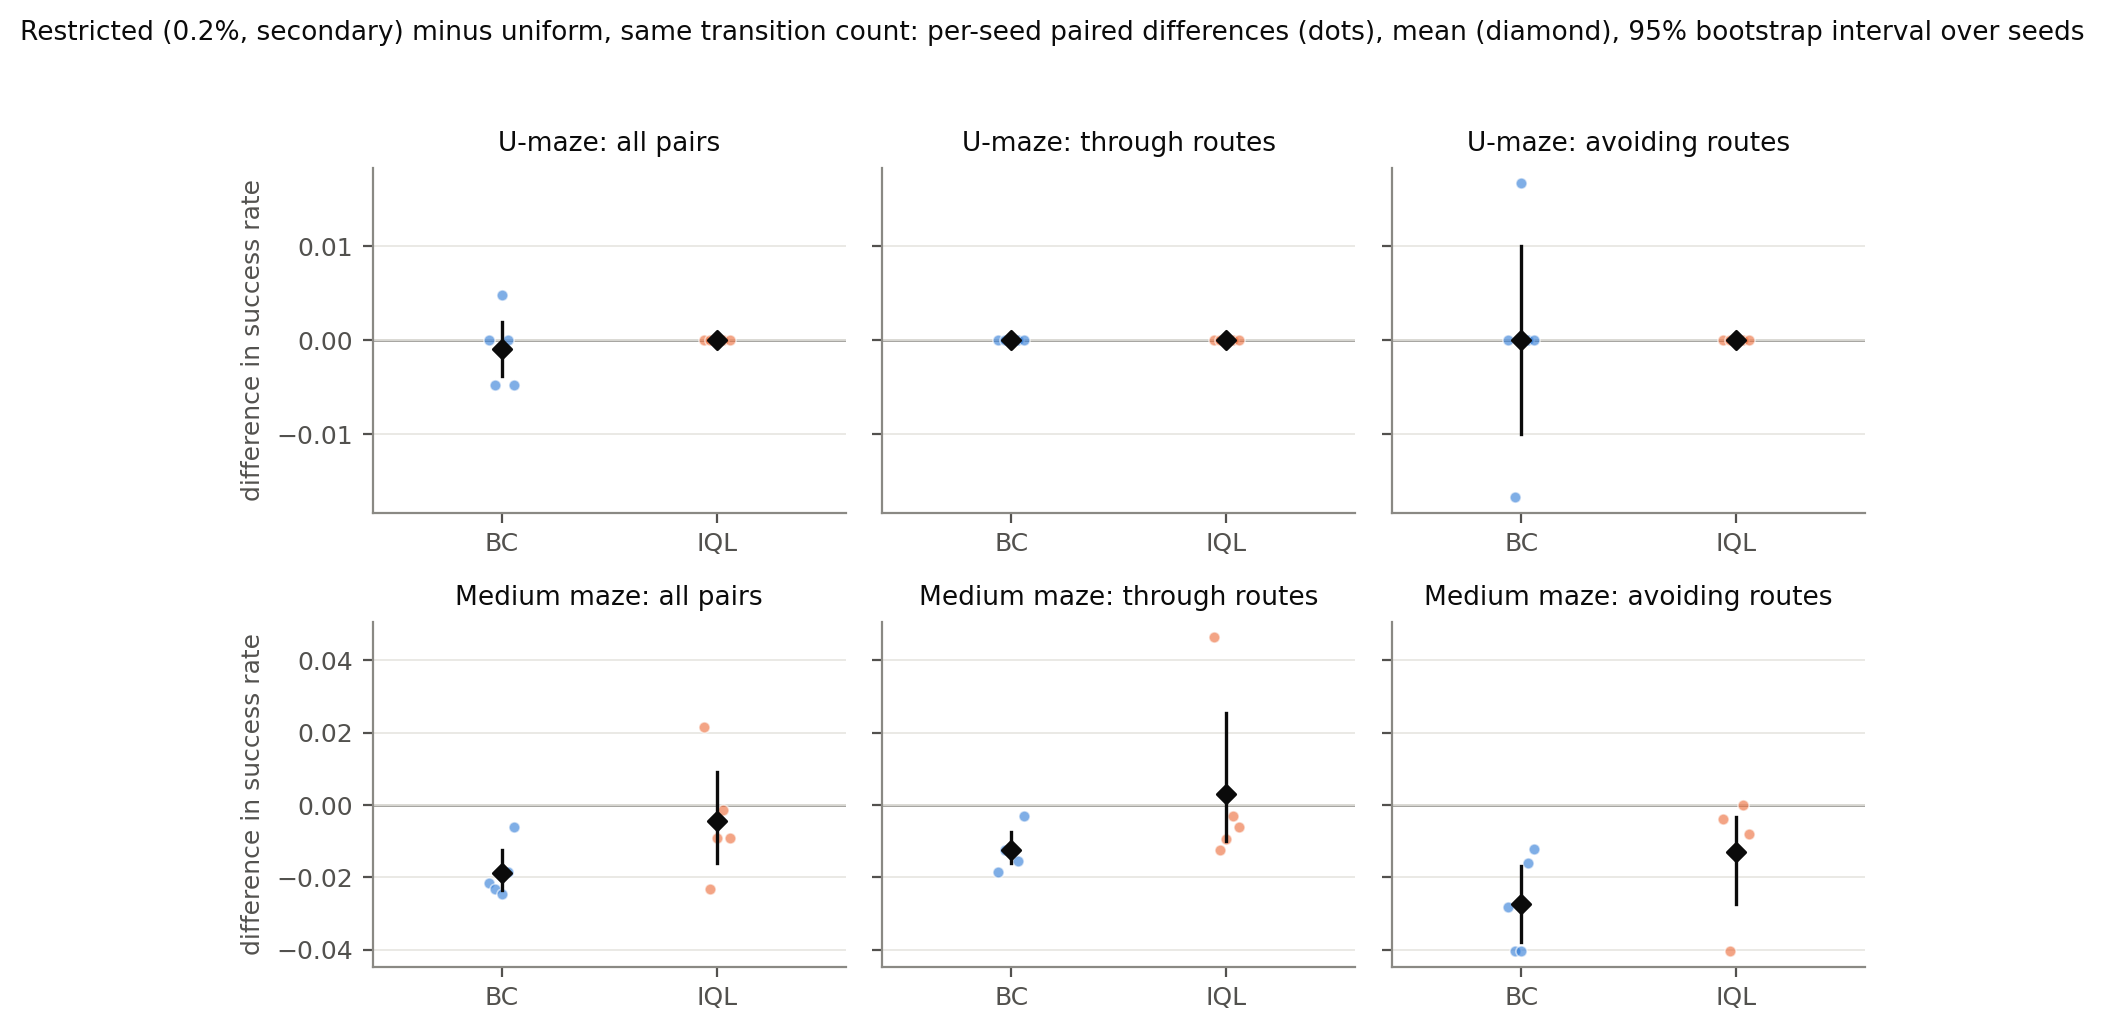 Restricted (0.2%, secondary) minus uniform, same transition count: per-seed paired differences (dots), mean (diamond), 95% bootstrap interval over seeds
U-maze: all pairs
U-maze: through routes
U-maze: avoiding routes
difference in success rate
0.01
0.00
−0.01
BC
IQL
BC
IQL
BC
IQL
Medium maze: all pairs
Medium maze: through routes
Medium maze: avoiding routes
difference in success rate
0.04
0.02
0.00
−0.02
−0.04
BC
IQL
BC
IQL
BC
IQL